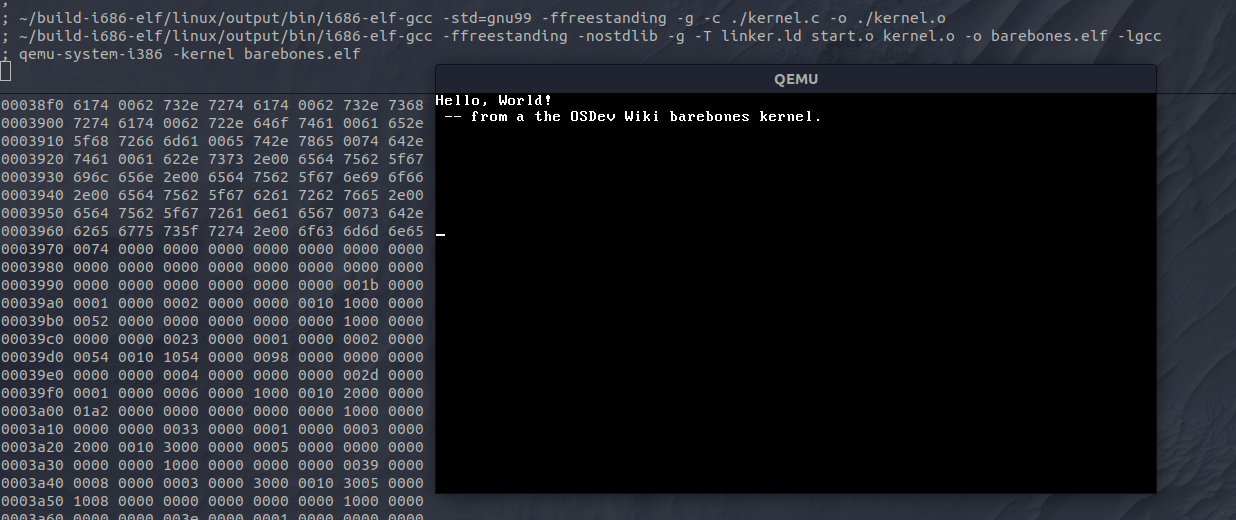 ;
; ~/build-i686-elf/linux/output/bin/i686-elf-gcc -std=gnu99 -ffreestanding -g -c ./kernel.c -o ./kernel.o
; ~/build-i686-elf/linux/output/bin/i686-elf-gcc -ffreestanding -nostdlib -g -T linker.ld start.o kernel.o -o barebones.elf -lgcc
; qemu-system-i386 -kernel barebones.elf
QEMU
Hello, World!
 -- from a the OSDev Wiki barebones kernel.
_
00038f0 6174 0062 732e 7274 6174 0062 732e 7368
0003900 7274 6174 0062 722e 646f 7461 0061 652e
0003910 5f68 7266 6d61 0065 742e 7865 0074 642e
0003920 7461 0061 622e 7373 2e00 6564 7562 5f67
0003930 696c 656e 2e00 6564 7562 5f67 6e69 6f66
0003940 2e00 6564 7562 5f67 6261 7262 7665 2e00
0003950 6564 7562 5f67 7261 6e61 6567 0073 642e
0003960 6265 6775 735f 7274 2e00 6f63 6d6d 6e65
0003970 0074 0000 0000 0000 0000 0000 0000 0000
0003980 0000 0000 0000 0000 0000 0000 0000 0000
0003990 0000 0000 0000 0000 0000 0000 001b 0000
00039a0 0001 0000 0002 0000 0000 0010 1000 0000
00039b0 0052 0000 0000 0000 0000 0000 1000 0000
00039c0 0000 0000 0023 0000 0001 0000 0002 0000
00039d0 0054 0010 1054 0000 0098 0000 0000 0000
00039e0 0000 0000 0004 0000 0000 0000 002d 0000
00039f0 0001 0000 0006 0000 1000 0010 2000 0000
0003a00 01a2 0000 0000 0000 0000 0000 1000 0000
0003a10 0000 0000 0033 0000 0001 0000 0003 0000
0003a20 2000 0010 3000 0000 0005 0000 0000 0000
0003a30 0000 0000 1000 0000 0000 0000 0039 0000
0003a40 0008 0000 0003 0000 3000 0010 3005 0000
0003a50 1008 0000 0000 0000 0000 0000 1000 0000
0003a60 0000 0000 003e 0000 0001 0000 0000 0000